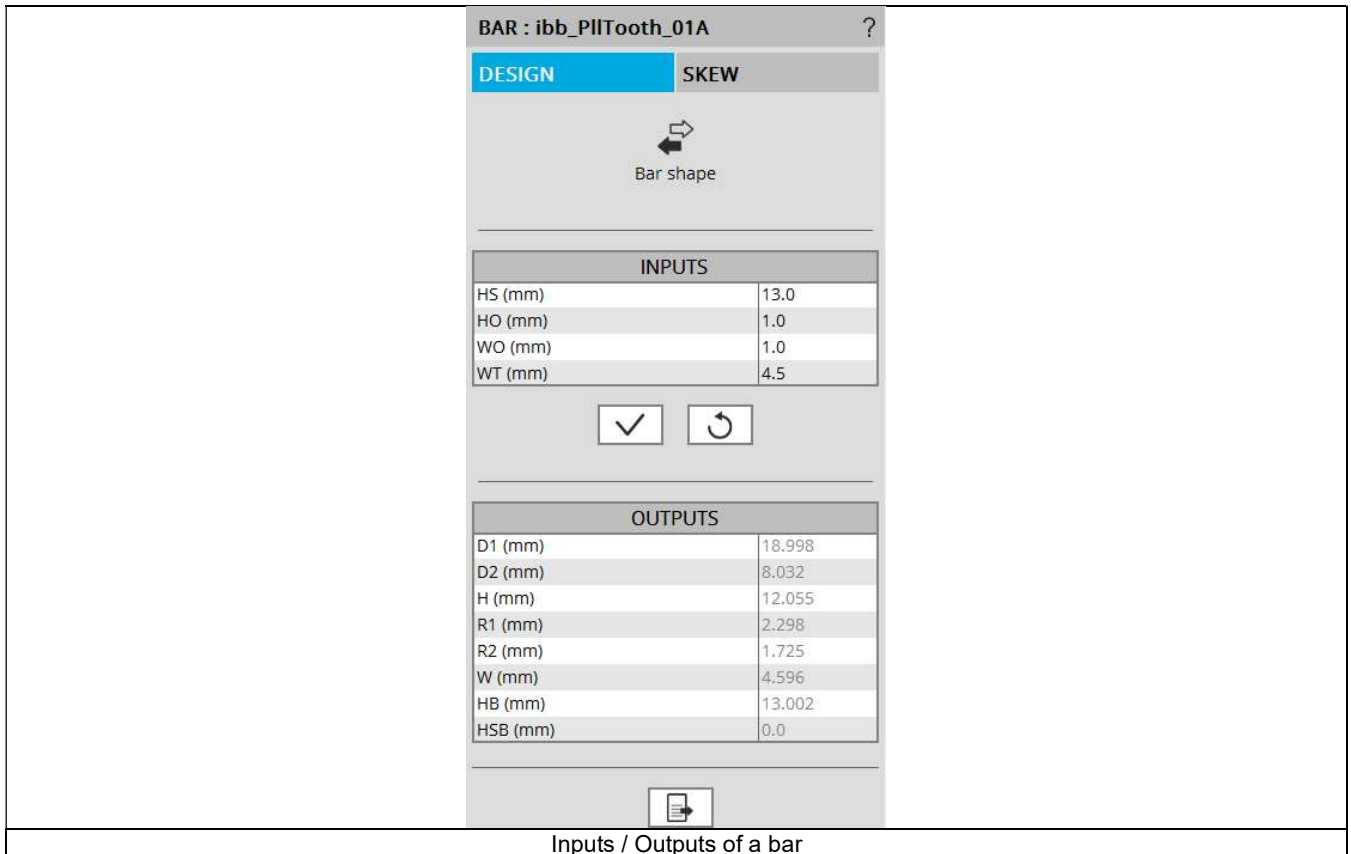 BAR : ibb_PllTooth_01A ?
DESIGN SKEW
Bar shape
INPUTS
HS (mm) 13.0
HO (mm) 1.0
WO (mm) 1.0
WT (mm) 4.5
OUTPUTS
D1 (mm) 18.998
D2 (mm) 8.032
H (mm) 12.055
R1 (mm) 2.298
R2 (mm) 1.725
W (mm) 4.596
HB (mm) 13.002
HSB (mm) 0.0
Inputs / Outputs of a bar